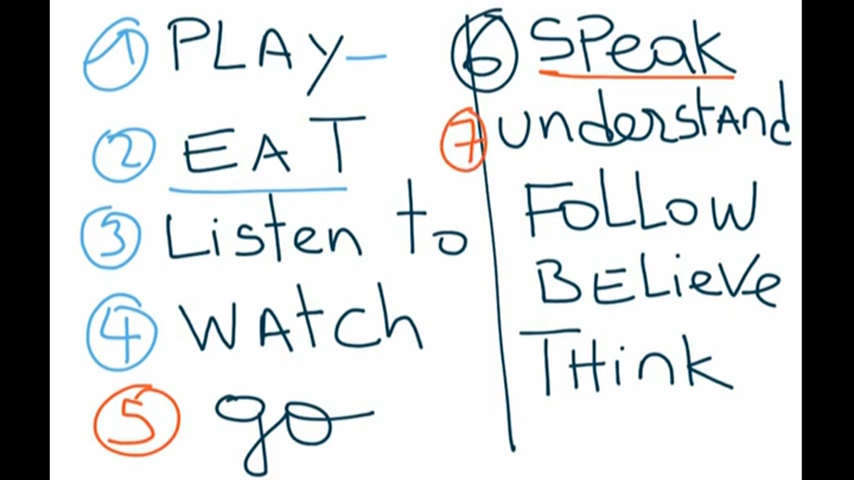 1 PLAY-
2 EAT
3 Listen to
4 WAtch
5 go
6 SPeak
7 UnderstAnd
FoLLoW
BELieVe
THink